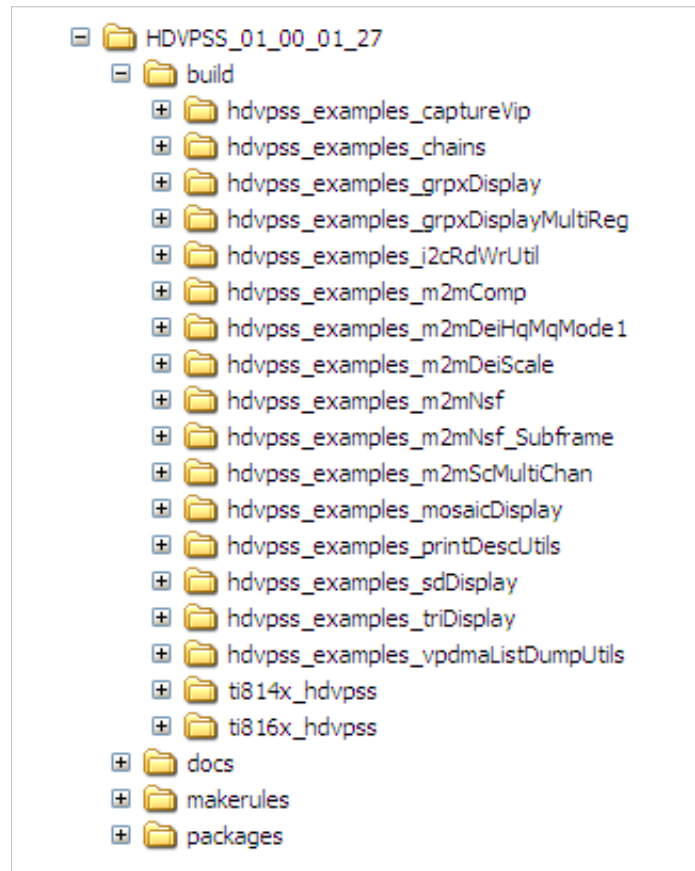 HDVPSS_01_00_01_27
build
hdvpss_examples_captureVip
hdvpss_examples_chains
hdvpss_examples_grpxDisplay
hdvpss_examples_grpxDisplayMultiReg
hdvpss_examples_i2cRdWrUtil
hdvpss_examples_m2mComp
hdvpss_examples_m2mDeiHqMqMode1
hdvpss_examples_m2mDeiScale
hdvpss_examples_m2mNsf
hdvpss_examples_m2mNsf_Subframe
hdvpss_examples_m2mScMultiChan
hdvpss_examples_mosaicDisplay
hdvpss_examples_printDescUtils
hdvpss_examples_sdDisplay
hdvpss_examples_triDisplay
hdvpss_examples_vpdmaListDumpUtils
ti814x_hdvpss
ti816x_hdvpss
docs
makerules
packages